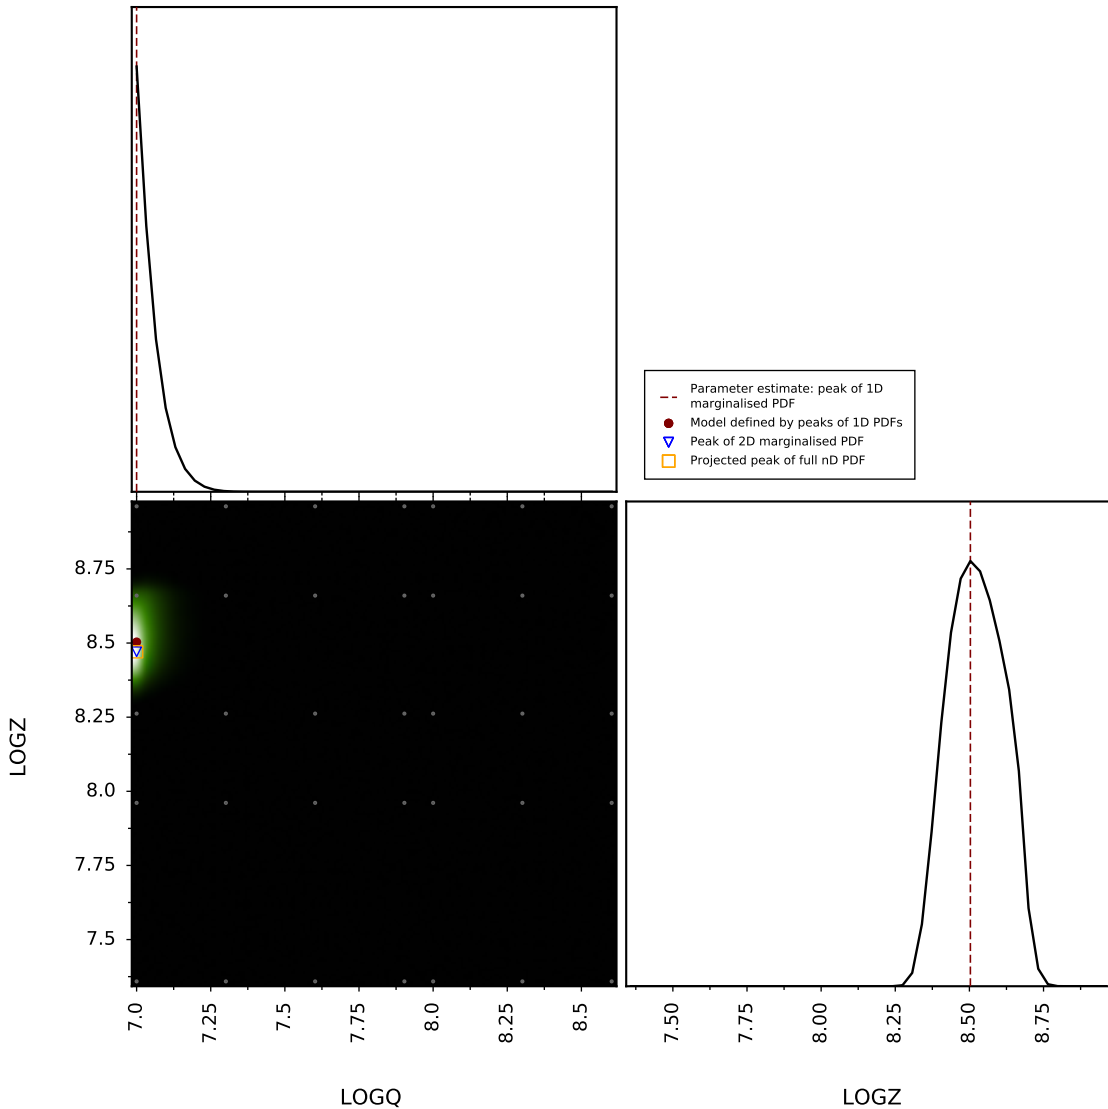 Parameter estimate: peak of 1D
marginalised PDF
Model defined by peaks of 1D PDFs
Peak of 2D marginalised PDF
Projected peak of full nD PDF
LOGZ
8.75
8.5
8.25
8.0
7.75
7.5
7.0 7.25 7.5 7.75 8.0 8.25 8.5
LOGQ
7.50 7.75 8.00 8.25 8.50 8.75
LOGZ